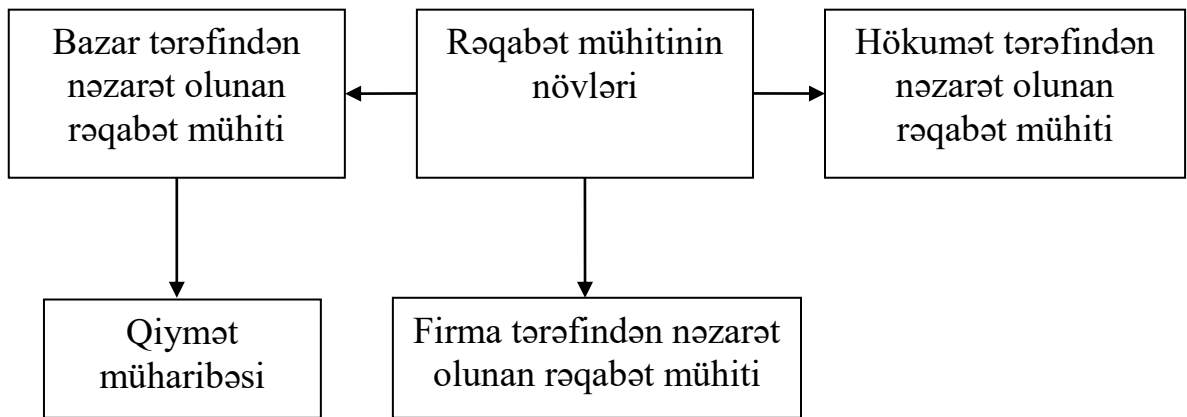 Bazar tərəfindən
nəzarət olunan
rəqabət mühiti
Rəqabət mühitinin
növləri
Hökumət tərəfindən
nəzarət olunan
rəqabət mühiti
Qiymət
müharibəsi
Firma tərəfindən nəzarət
olunan rəqabət mühiti